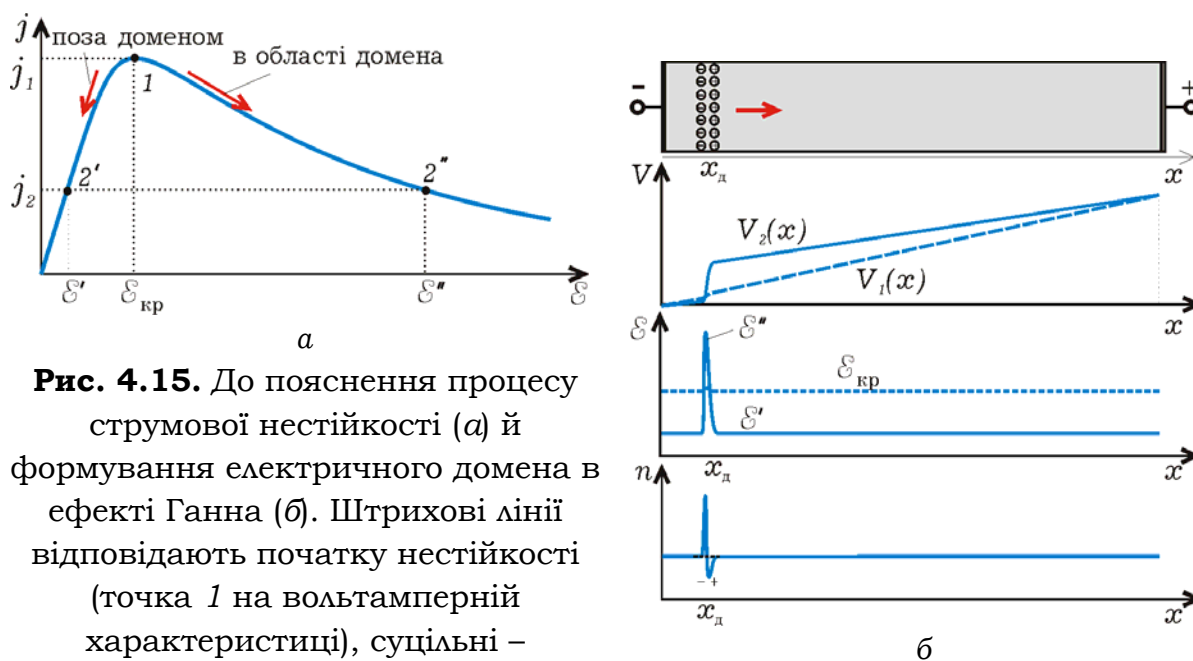 j
поза доменом
в області домена
j₁
1
j₂
2'
2"
ℰ'
ℰкр
ℰ"
ℰ
а
Рис. 4.15. До пояснення процесу
струмової нестійкості (а) й
формування електричного домена в
ефекті Ганна (б). Штрихові лінії
відповідають початку нестійкості
(точка 1 на вольтамперній
характеристиці), суцільні –
-
+
V
xд
x
V₂(x)
V₁(x)
x
ℰ
ℰ"
ℰкр
ℰ'
n
xд
x
- +
xд
x
б